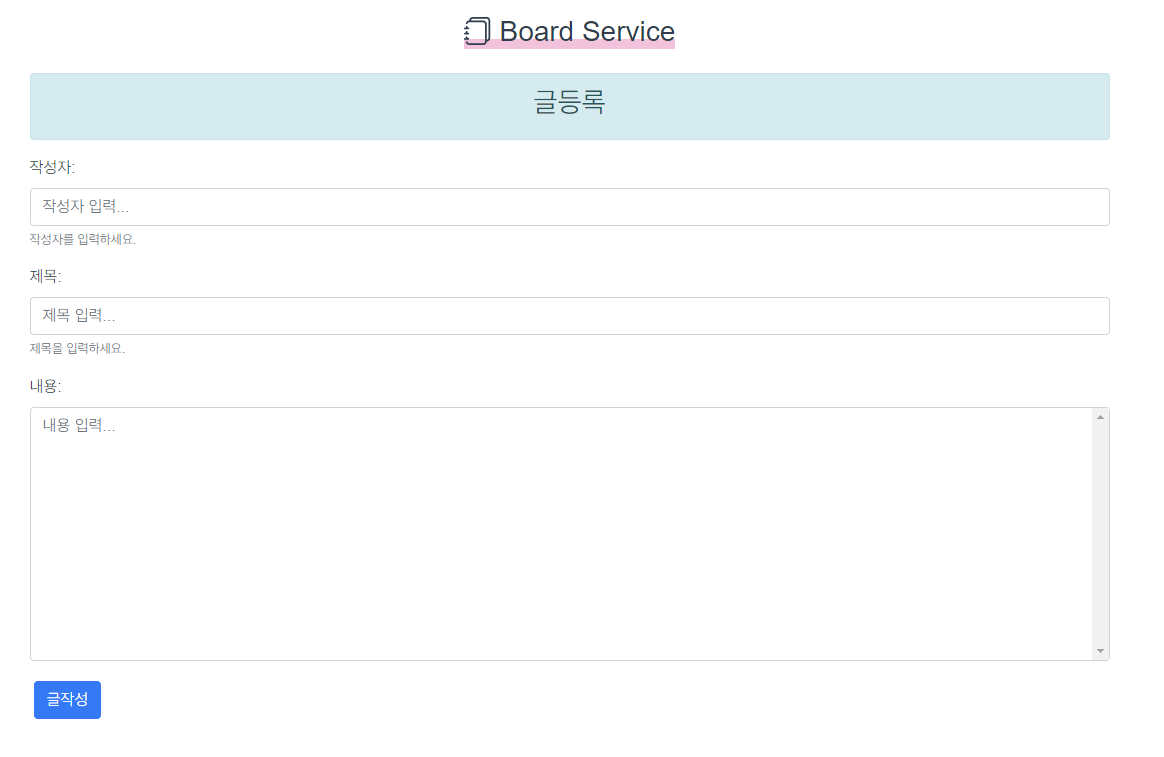 Board Service
글등록
작성자:
작성자 입력...
작성자를 입력하세요.
제목:
제목 입력...
제목을 입력하세요.
내용:
내용 입력...
글작성